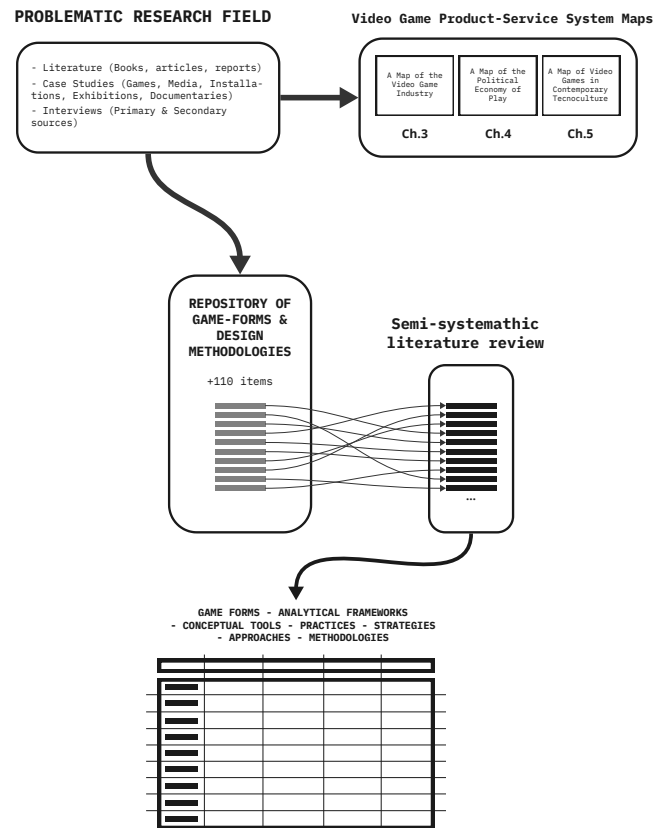 PROBLEMATIC RESEARCH FIELD
- Literature (Books, articles, reports)
- Case Studies (Games, Media, Installa-
tions, Exhibitions, Documentaries)
- Interviews (Primary & Secondary
sources)
Video Game Product-Service System Maps
A Map of the
Video Game
Industry
A Map of the
Political
Economy of
Play
A Map of Video
Games in
Contemporary
Tecnoculture
Ch.3
Ch.4
Ch.5
REPOSITORY OF
GAME-FORMS &
DESIGN
METHODOLOGIES
+110 items
Semi-systemathic
literature review
...
GAME FORMS - ANALYTICAL FRAMEWORKS
- CONCEPTUAL TOOLS - PRACTICES - STRATEGIES
- APPROACHES - METHODOLOGIES